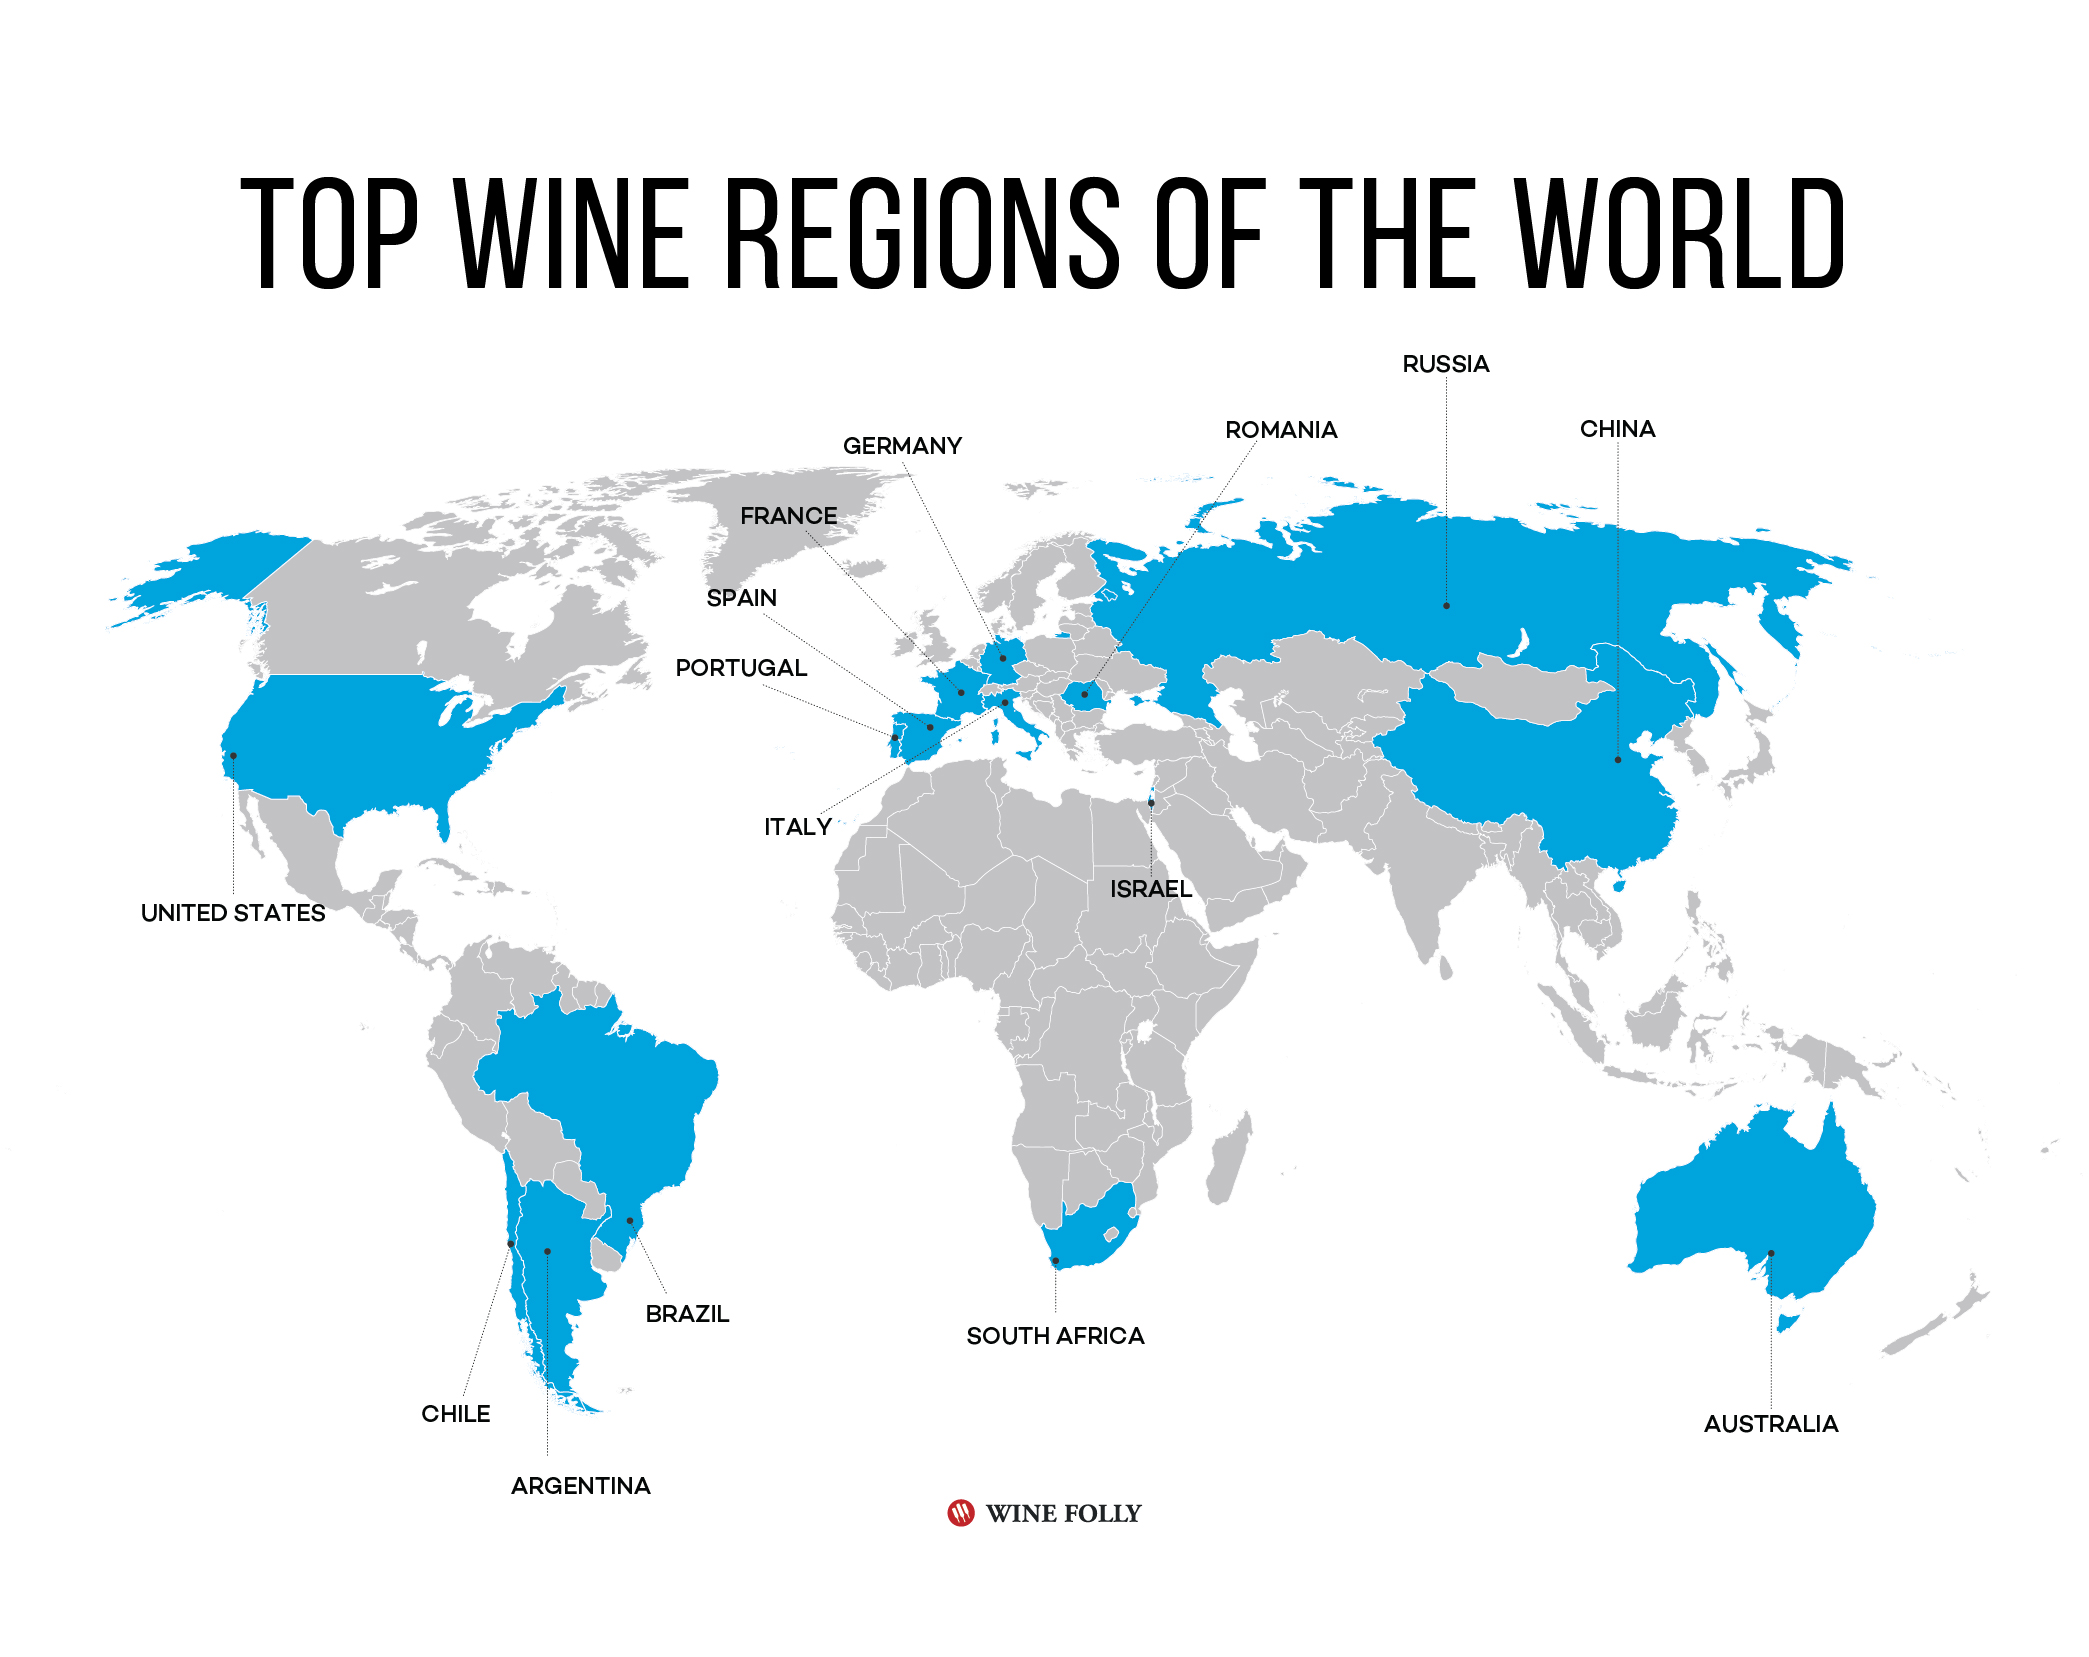 TOP WINE REGIONS OF THE WORLD
RUSSIA
CHINA
ROMANIA
GERMANY
FRANCE
SPAIN
PORTUGAL
ITALY
ISRAEL
UNITED STATES
BRAZIL
SOUTH AFRICA
CHILE
AUSTRALIA
ARGENTINA
WINE FOLLY